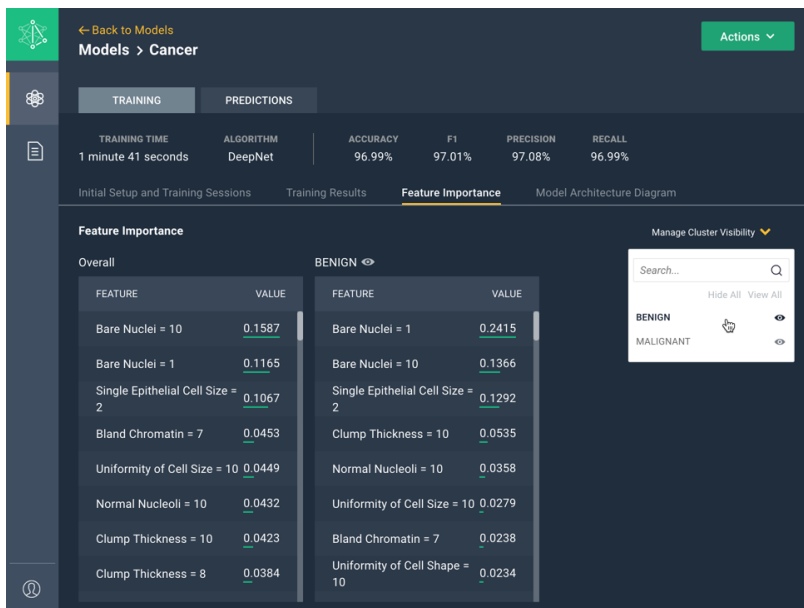 ← Back to Models
Models > Cancer
Actions
TRAINING PREDICTIONS
TRAINING TIME ALGORITHM ACCURACY F1 PRECISION RECALL
1 minute 41 seconds DeepNet 96.99% 97.01% 97.08% 96.99%
Initial Setup and Training Sessions Training Results Feature Importance Model Architecture Diagram
Feature Importance
Manage Cluster Visibility
Overall
FEATURE VALUE
Bare Nuclei = 10 0.1587
Bare Nuclei = 1 0.1165
Single Epithelial Cell Size = 0.1067
2
Bland Chromatin = 7 0.0453
Uniformity of Cell Size = 10 0.0449
Normal Nucleoli = 10 0.0432
Clump Thickness = 10 0.0423
Clump Thickness = 8 0.0384
BENIGN
FEATURE VALUE
Bare Nuclei = 1 0.2415
Bare Nuclei = 10 0.1366
Single Epithelial Cell Size = 0.1292
2
Clump Thickness = 10 0.0535
Normal Nucleoli = 10 0.0358
Uniformity of Cell Size = 10 0.0279
Bland Chromatin = 7 0.0238
Uniformity of Cell Shape = 0.0234
10
Search...
Hide All View All
BENIGN
MALIGNANT